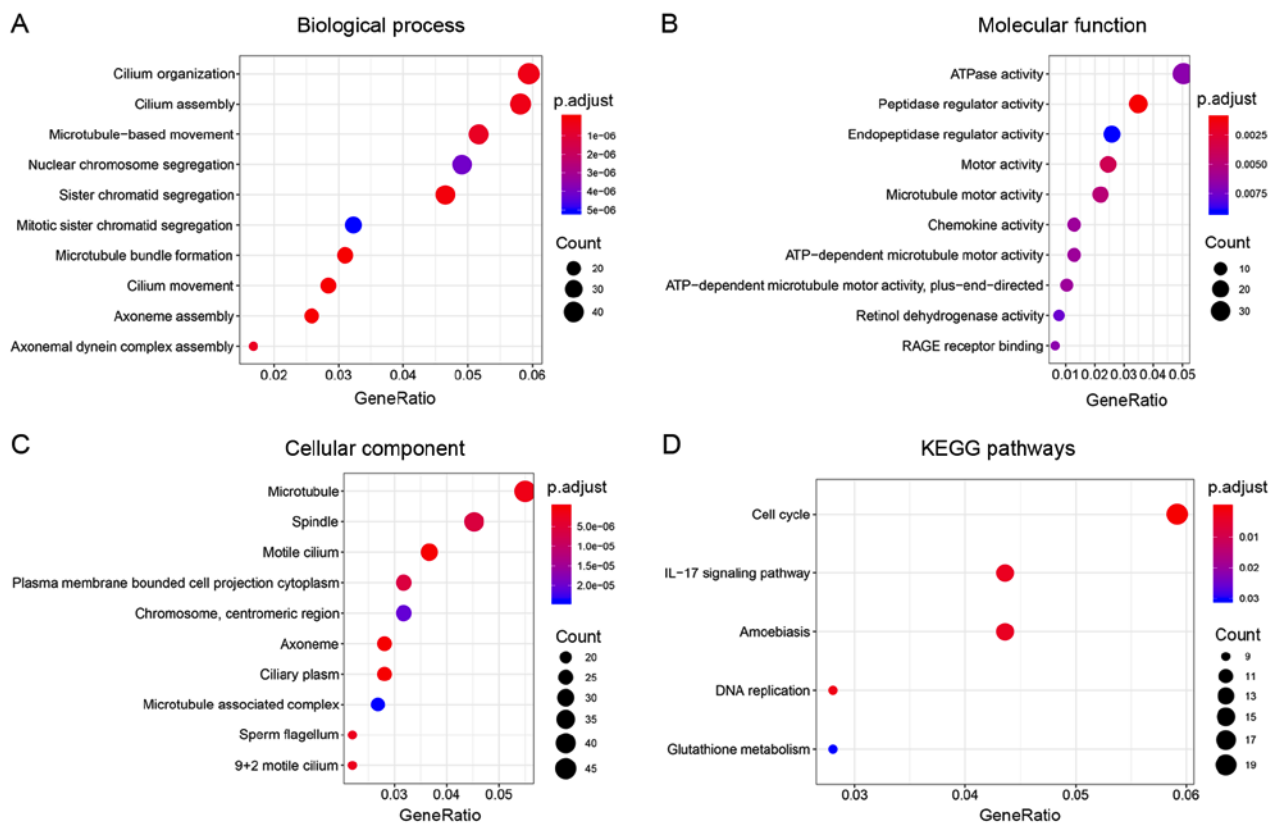 A
Biological process
Cilium organization
Cilium assembly
Microtubule-based movement
Nuclear chromosome segregation
Sister chromatid segregation
Mitotic sister chromatid segregation
Microtubule bundle formation
Cilium movement
Axoneme assembly
Axonemal dynein complex assembly
0.02 0.03 0.04 0.05 0.06
GeneRatio
p.adjust
1e-06
2e-06
3e-06
4e-06
5e-06
Count
20
30
40
B
Molecular function
ATPase activity
Peptidase regulator activity
Endopeptidase regulator activity
Motor activity
Microtubule motor activity
Chemokine activity
ATP-dependent microtubule motor activity
ATP-dependent microtubule motor activity, plus-end-directed
Retinol dehydrogenase activity
RAGE receptor binding
0.01 0.02 0.03 0.04 0.05
GeneRatio
p.adjust
0.0025
0.0050
0.0075
Count
10
20
30
C
Cellular component
Microtubule
Spindle
Motile cilium
Plasma membrane bounded cell projection cytoplasm
Chromosome, centromeric region
Axoneme
Ciliary plasm
Microtubule associated complex
Sperm flagellum
9+2 motile cilium
0.03 0.04 0.05
GeneRatio
p.adjust
5.0e-06
1.0e-05
1.5e-05
2.0e-05
Count
20
25
30
35
40
45
D
KEGG pathways
Cell cycle
IL-17 signaling pathway
Amoebiasis
DNA replication
Glutathione metabolism
0.03 0.04 0.05 0.06
GeneRatio
p.adjust
0.01
0.02
0.03
Count
9
11
13
15
17
19